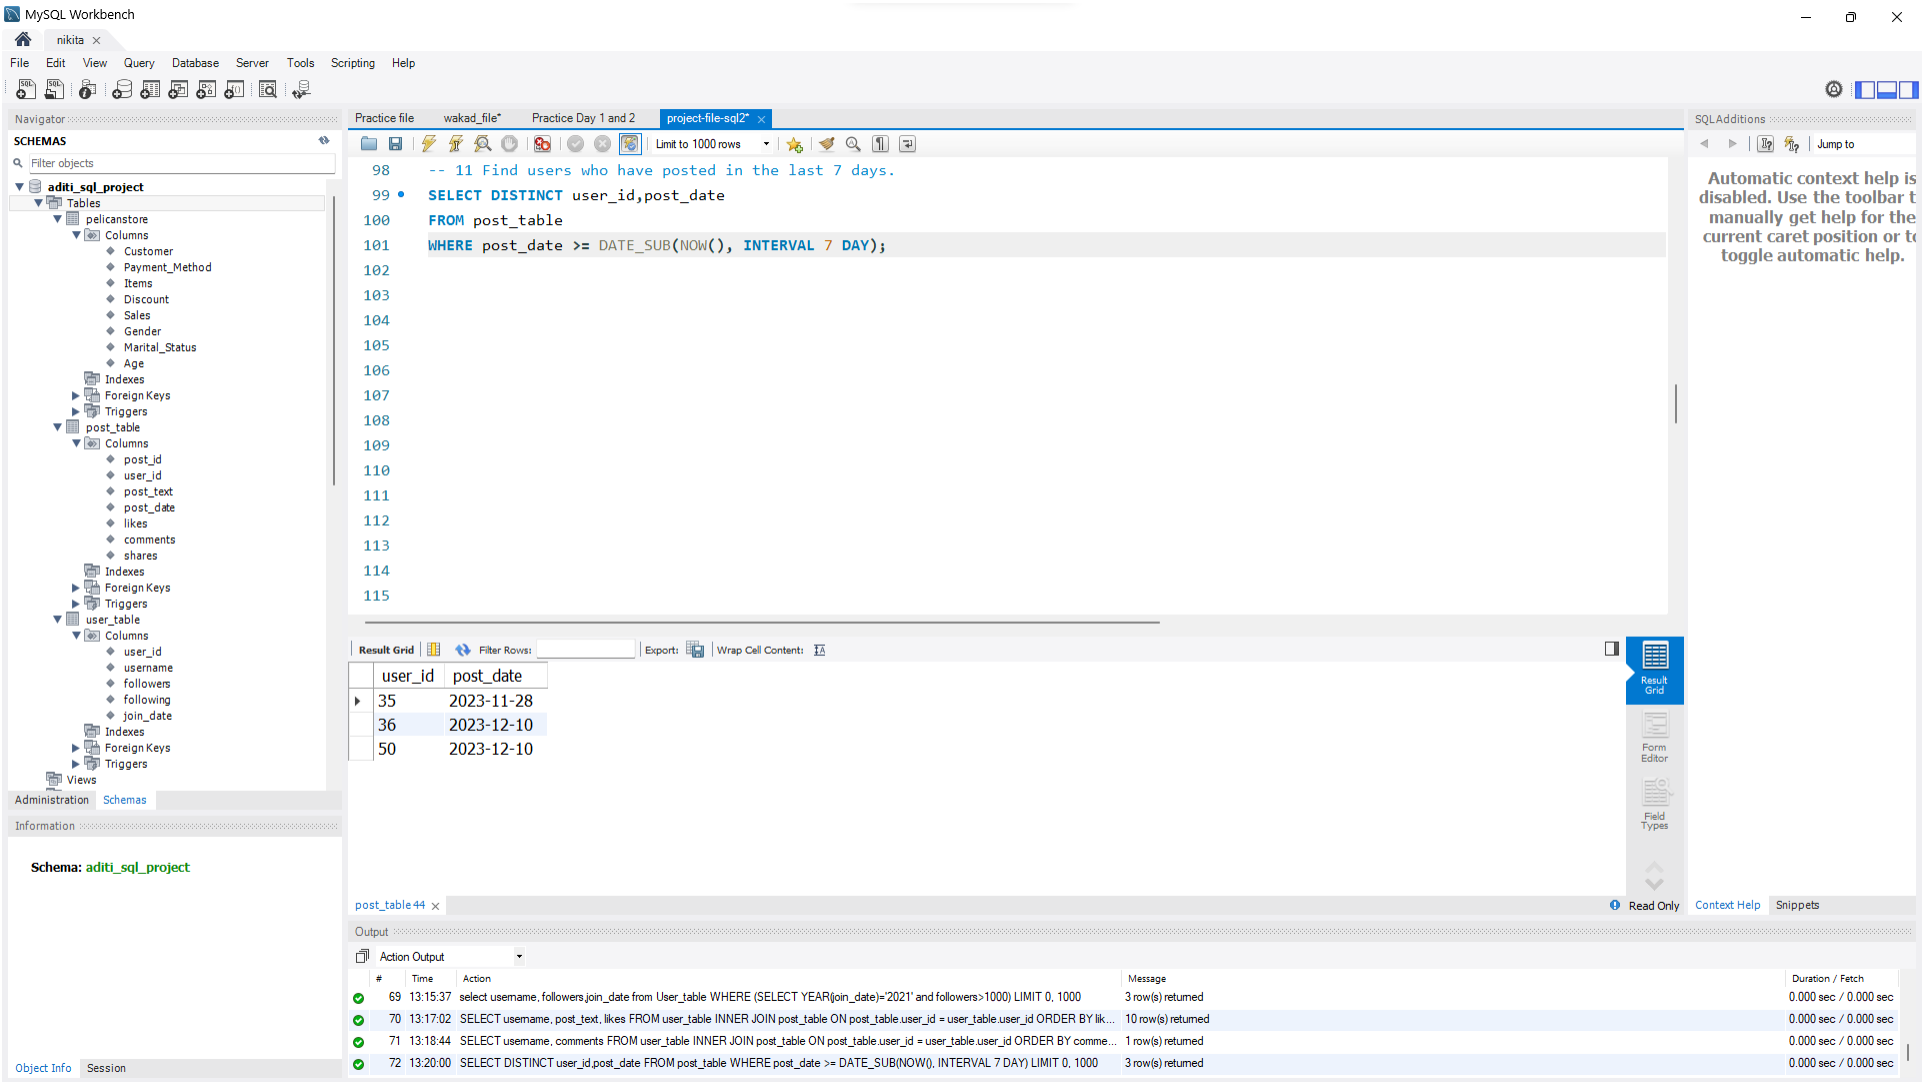 MySQL Workbench
nikita
File Edit View Query Database Server Tools Scripting Help
Navigator
SCHEMAS
Filter objects
aditi_sql_project
Tables
pelicanstore
Columns
Customer
Payment_Method
Items
Discount
Sales
Gender
Marital_Status
Age
Indexes
Foreign Keys
Triggers
post_table
Columns
post_id
user_id
post_text
post_date
likes
comments
shares
Indexes
Foreign Keys
Triggers
user_table
Columns
user_id
username
followers
following
join_date
Indexes
Foreign Keys
Triggers
Views
Administration Schemas
Information
Schema: aditi_sql_project
Object Info Session
Practice file wakad_file* Practice Day 1 and 2 project-file-sql2*
Limit to 1000 rows
98 -- 11 Find users who have posted in the last 7 days.
99 SELECT DISTINCT user_id,post_date
100 FROM post_table
101 WHERE post_date >= DATE_SUB(NOW(), INTERVAL 7 DAY);
102
103
104
105
106
107
108
109
110
111
112
113
114
115
Result Grid Filter Rows: Export: Wrap Cell Content:
user_id post_date
35 2023-11-28
36 2023-12-10
50 2023-12-10
Result
Grid
Form
Editor
Field
Types
post_table 44
Read Only
Output
Action Output
# Time Action Message Duration / Fetch
69 13:15:37 select username, followers,join_date from User_table WHERE (SELECT YEAR(join_date)='2021' and followers>1000) LIMIT 0, 1000 3 row(s) returned 0.000 sec / 0.000 sec
70 13:17:02 SELECT username, post_text, likes FROM user_table INNER JOIN post_table ON post_table.user_id = user_table.user_id ORDER BY lik... 10 row(s) returned 0.000 sec / 0.000 sec
71 13:18:44 SELECT username, comments FROM user_table INNER JOIN post_table ON post_table.user_id = user_table.user_id ORDER BY comme... 1 row(s) returned 0.000 sec / 0.000 sec
72 13:20:00 SELECT DISTINCT user_id,post_date FROM post_table WHERE post_date >= DATE_SUB(NOW(), INTERVAL 7 DAY) LIMIT 0, 1000 3 row(s) returned 0.000 sec / 0.000 sec
SQLAdditions
Jump to
Automatic context help is
disabled. Use the toolbar t
manually get help for the
current caret position or to
toggle automatic help.
Context Help Snippets